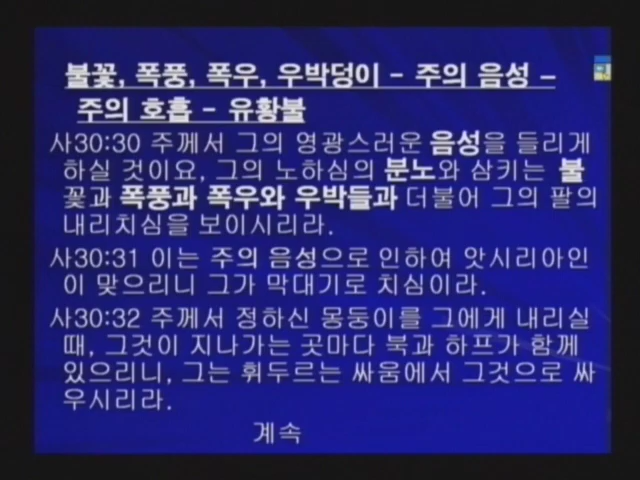 불꽃, 폭풍, 폭우, 우박덩이 - 주의 음성 –
주의 호흡 - 유황불
사30:30 주께서 그의 영광스러운 음성을 들리게
하실 것이요, 그의 노하심의 분노와 삼키는 불
꽃과 폭풍과 폭우와 우박들과 더불어 그의 팔의
내리치심을 보이시리라.
사30:31 이는 주의 음성으로 인하여 앗시리아인
이 맞으리니 그가 막대기로 치심이라.
사30:32 주께서 정하신 몽둥이를 그에게 내리실
때, 그것이 지나가는 곳마다 북과 하프가 함께
있으리니, 그는 휘두르는 싸움에서 그것으로 싸
우시리라.
계속